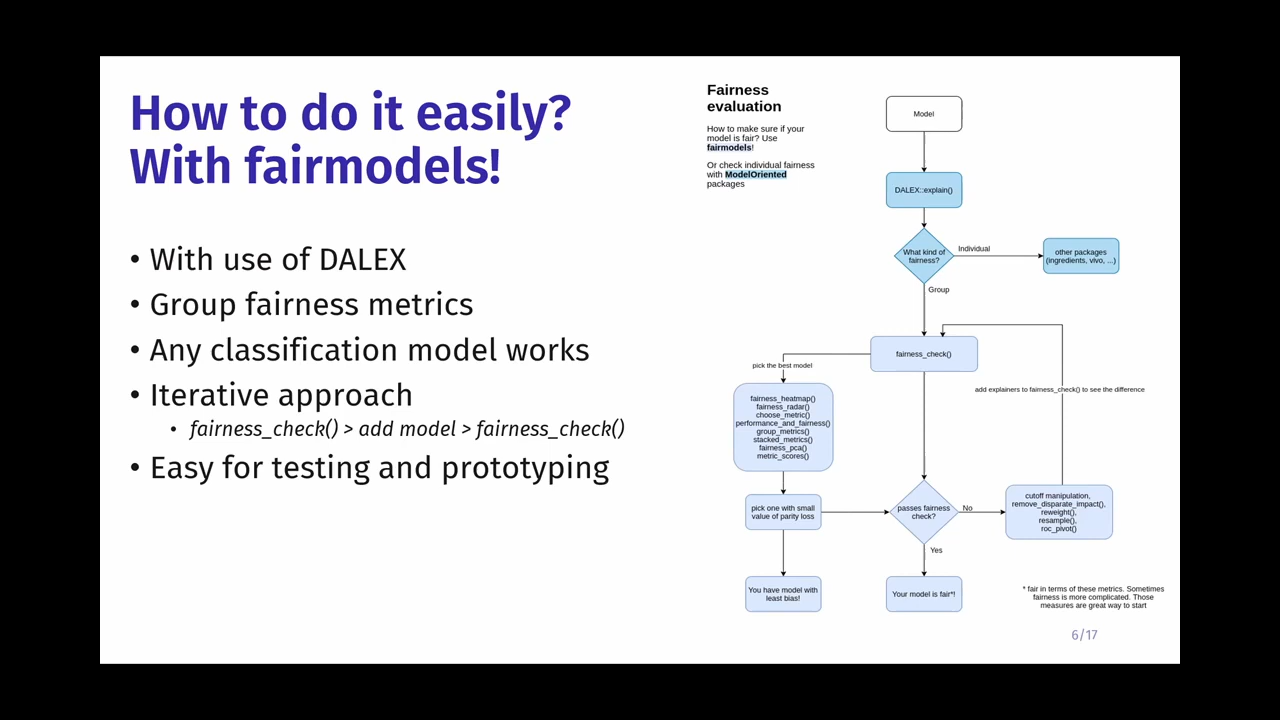 How to do it easily?
With fairmodels!
• With use of DALEX
• Group fairness metrics
• Any classification model works
• Iterative approach
• fairness_check() > add model > fairness_check()
• Easy for testing and prototyping
Fairness
evaluation
How to make sure if your
model is fair? Use
fairmodels!
Or check individual fairness
with ModelOriented
packages
Model
DALEX::explain()
What kind of
fairness?
Individual
other packages
(ingredients, vivo, ...)
Group
fairness_check()
pick the best model
add explainers to fairness_check() to see the difference
fairness_heatmap()
fairness_radar()
choose_metric()
performance_and_fairness()
group_metrics()
stacked_metrics()
fairness_pca()
metric_scores()
pick one with small
value of parity loss
passes fairness
check?
No
cutoff manipulation,
remove_disparate_impact(),
reweight(),
resample(),
roc_pivot()
Yes
You have model with
least bias!
Your model is fair*!
* fair in terms of these metrics. Sometimes
fairness is more complicated. Those
measures are great way to start
6/17